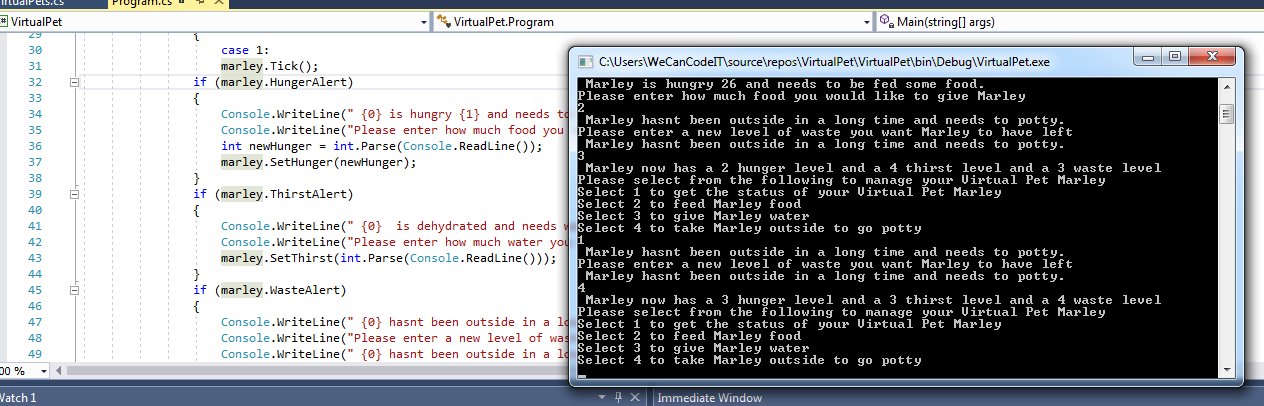 VirtualPets.cs Program.cs
VirtualPet VirtualPet.Program Main(string[] args)
29 {
30 case 1:
31 marley.Tick();
32 if (marley.HungerAlert)
33 {
34 Console.WriteLine(" {0} is hungry {1} and needs to
35 Console.WriteLine("Please enter how much food you
36 int newHunger = int.Parse(Console.ReadLine());
37 marley.SetHunger(newHunger);
38 }
39 if (marley.ThirstAlert)
40 {
41 Console.WriteLine(" {0}  is dehydrated and needs w
42 Console.WriteLine("Please enter how much water you
43 marley.SetThirst(int.Parse(Console.ReadLine()));
44 }
45 if (marley.WasteAlert)
46 {
47 Console.WriteLine(" {0} hasnt been outside in a lo
48 Console.WriteLine("Please enter a new level of was
49 Console.WriteLine(" {0} hasnt been outside in a lo
00 %
Watch 1
Immediate Window
C:\Users\WeCanCodeIT\source\repos\VirtualPet\VirtualPet\bin\Debug\VirtualPet.exe
Marley is hungry 26 and needs to be fed some food.
Please enter how much food you would like to give Marley
2
Marley hasnt been outside in a long time and needs to potty.
Please enter a new level of waste you want Marley to have left
Marley hasnt been outside in a long time and needs to potty.
3
Marley now has a 2 hunger level and a 4 thirst level and a 3 waste level
Please select from the following to manage your Virtual Pet Marley
Select 1 to get the status of your Virtual Pet Marley
Select 2 to feed Marley food
Select 3 to give Marley water
Select 4 to take Marley outside to go potty
1
Marley hasnt been outside in a long time and needs to potty.
Please enter a new level of waste you want Marley to have left
Marley hasnt been outside in a long time and needs to potty.
4
Marley now has a 3 hunger level and a 3 thirst level and a 4 waste level
Please select from the following to manage your Virtual Pet Marley
Select 1 to get the status of your Virtual Pet Marley
Select 2 to feed Marley food
Select 3 to give Marley water
Select 4 to take Marley outside to go potty